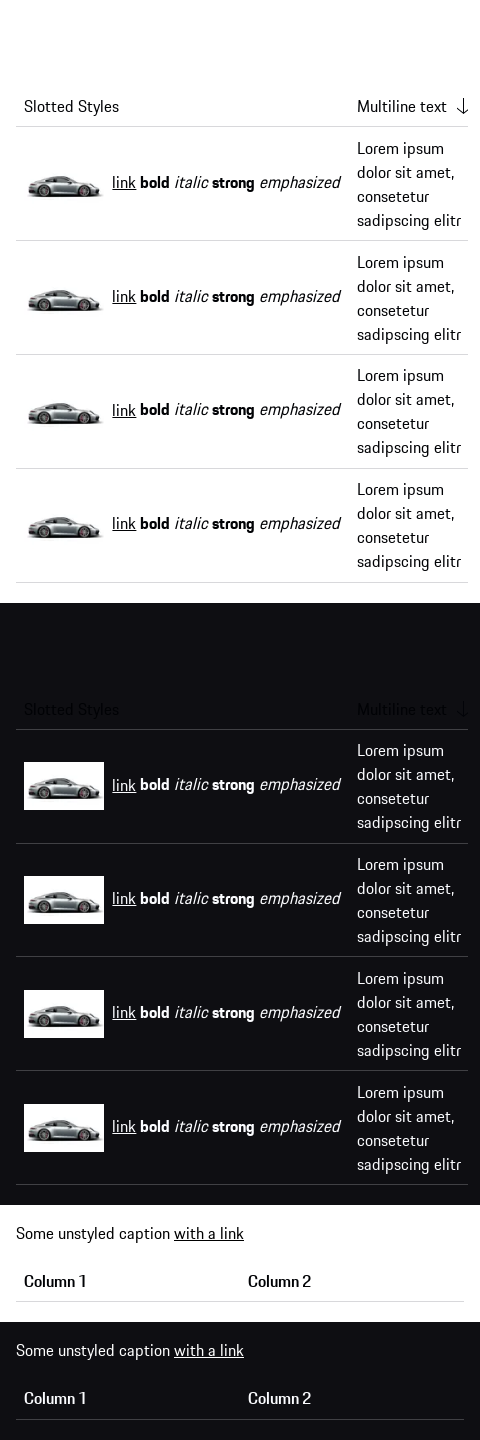 Slotted Styles Multiline text
Lorem ipsum
dolor sit amet,
link bold italic strong emphasized
consetetur
sadipscing elitr
Lorem ipsum
dolor sit amet,
link bold italic strong emphasized
consetetur
sadipscing elitr
Lorem ipsum
dolor sit amet,
link bold italic strong emphasized
consetetur
sadipscing elitr
Lorem ipsum
dolor sit amet,
link bold italic strong emphasized
consetetur
sadipscing elitr
Slotted Styles Multiline text
Lorem ipsum
dolor sit amet,
link bold italic strong emphasized
consetetur
sadipscing elitr
Lorem ipsum
dolor sit amet,
link bold italic strong emphasized
consetetur
sadipscing elitr
Lorem ipsum
dolor sit amet,
link bold italic strong emphasized
consetetur
sadipscing elitr
Lorem ipsum
dolor sit amet,
link bold italic strong emphasized
consetetur
sadipscing elitr
Some unstyled caption with a link
Column 1 Column 2
Some unstyled caption with a link
Column 1 Column 2